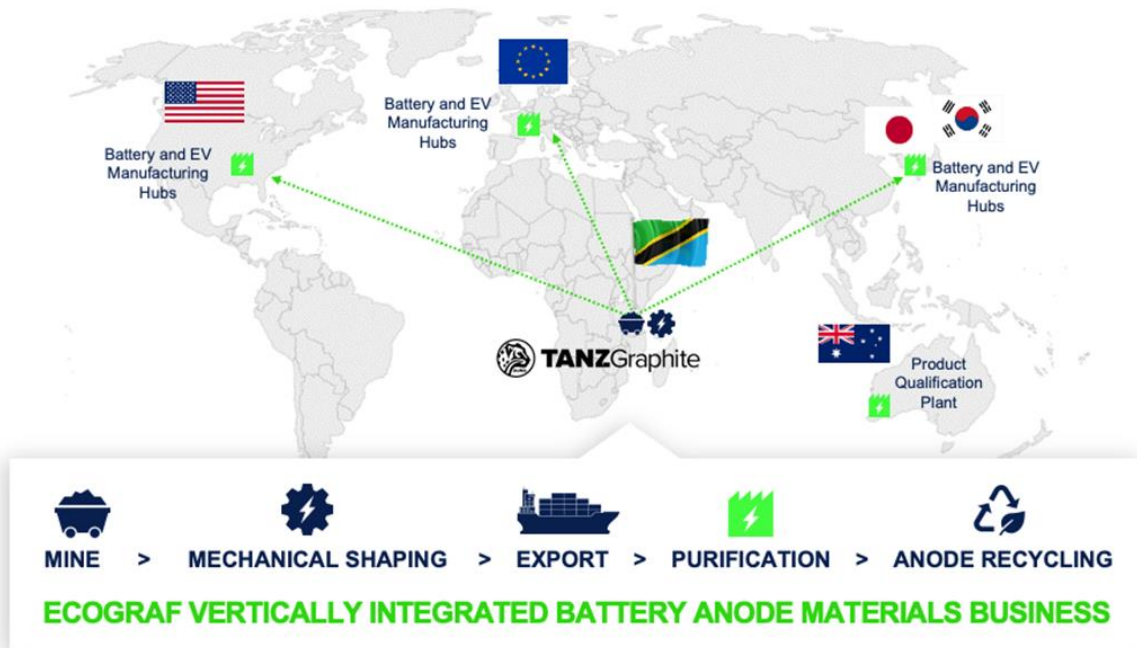 Battery and EV
Manufacturing
Hubs
Battery and EV
Manufacturing
Hubs
Battery and EV
Manufacturing
Hubs
TANZGraphite
Product
Qualification
Plant
MINE > MECHANICAL SHAPING > EXPORT > PURIFICATION > ANODE RECYCLING
ECOGRAF VERTICALLY INTEGRATED BATTERY ANODE MATERIALS BUSINESS